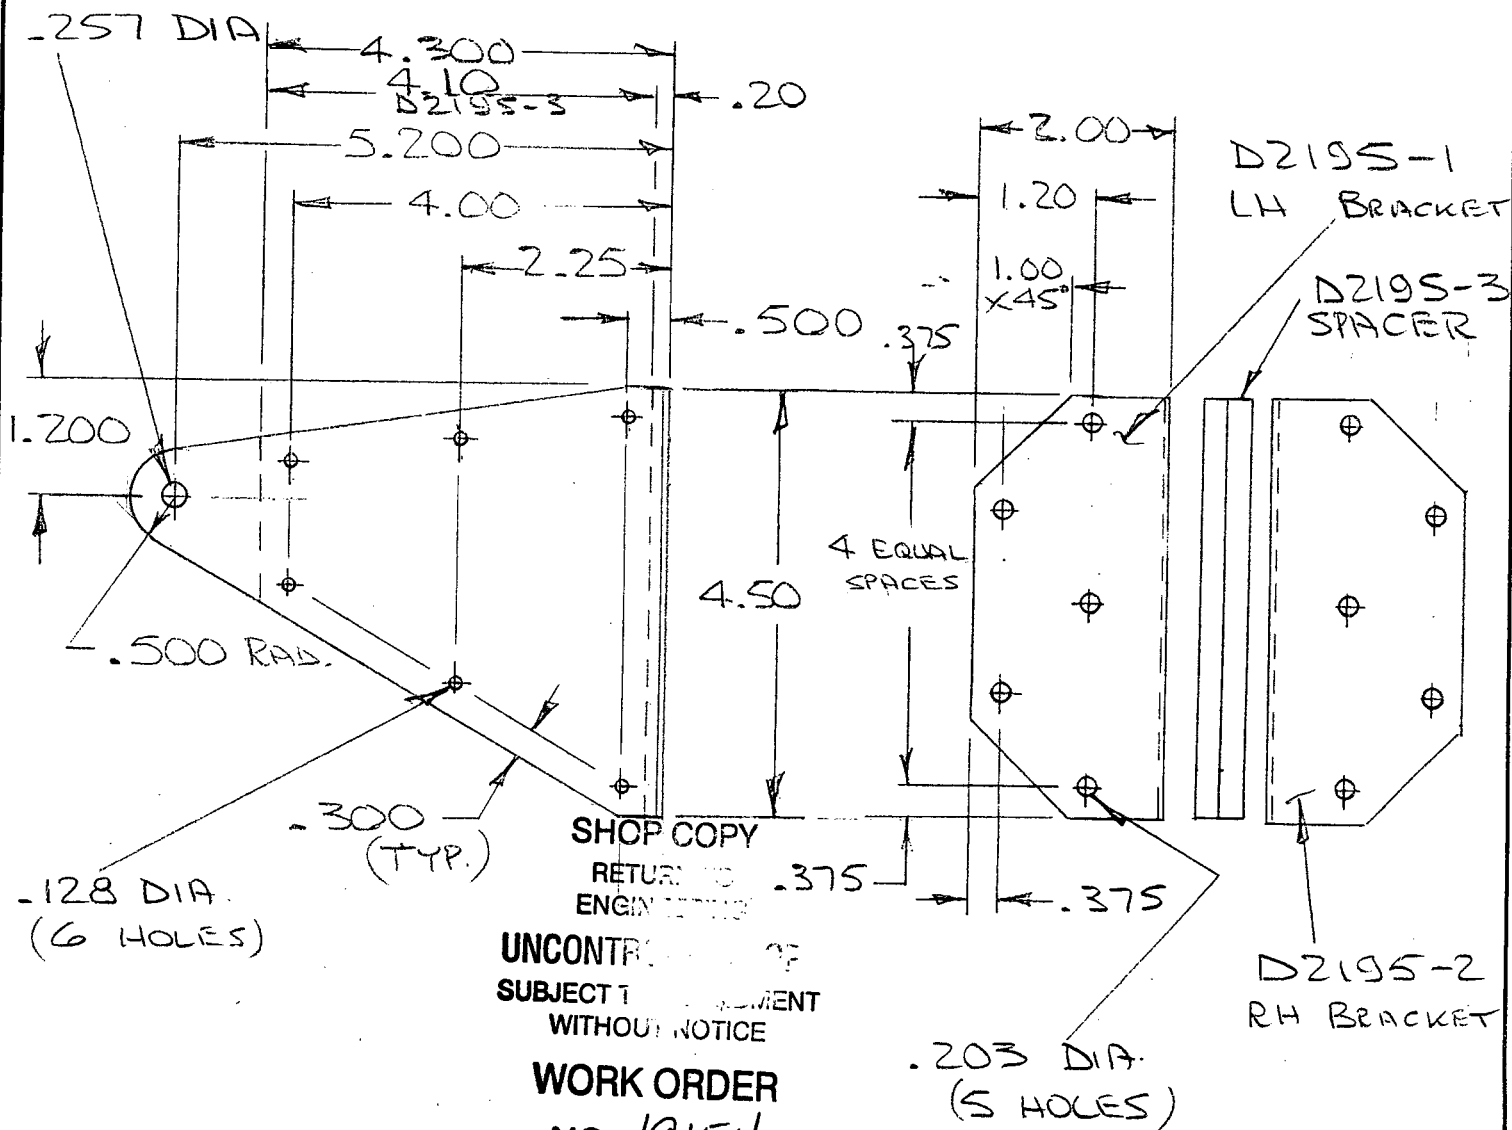 .257 DIA
4.300
4.10
D2195-3
.20
5.200
4.00
2.25
.500
1.200
.500 RAD.
4.50
.300
(TYP.)
.128 DIA.
(6 HOLES)
2.00
1.20
1.00
X45°
.375
4 EQUAL
SPACES
.375
.375
.203 DIA.
(5 HOLES)
D2195-1
LH BRACKET
D2195-3
SPACER
D2195-2
RH BRACKET
SHOP COPY
SUBJECT
WITHOUT NOTICE
WORK ORDER